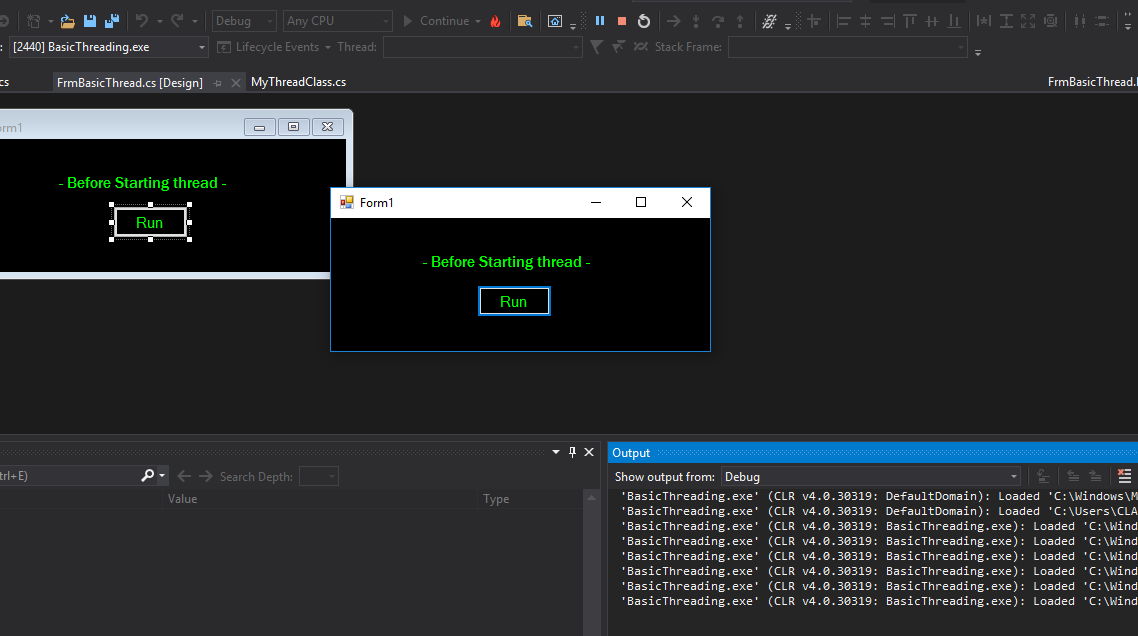 Debug Any CPU Continue
: [2440] BasicThreading.exe Lifecycle Events Thread: Stack Frame:
cs FrmBasicThread.cs [Design] MyThreadClass.cs FrmBasicThread.
orm1
- Before Starting thread -
Run
Form1
- Before Starting thread -
Run
Output
trl+E) Search Depth:
Show output from: Debug
Value Type
'BasicThreading.exe' (CLR v4.0.30319: DefaultDomain): Loaded 'C:\Windows\M
'BasicThreading.exe' (CLR v4.0.30319: DefaultDomain): Loaded 'C:\Users\CLA
'BasicThreading.exe' (CLR v4.0.30319: BasicThreading.exe): Loaded 'C:\Wind
'BasicThreading.exe' (CLR v4.0.30319: BasicThreading.exe): Loaded 'C:\Wind
'BasicThreading.exe' (CLR v4.0.30319: BasicThreading.exe): Loaded 'C:\Wind
'BasicThreading.exe' (CLR v4.0.30319: BasicThreading.exe): Loaded 'C:\Wind
'BasicThreading.exe' (CLR v4.0.30319: BasicThreading.exe): Loaded 'C:\Wind
'BasicThreading.exe' (CLR v4.0.30319: BasicThreading.exe): Loaded 'C:\Wind